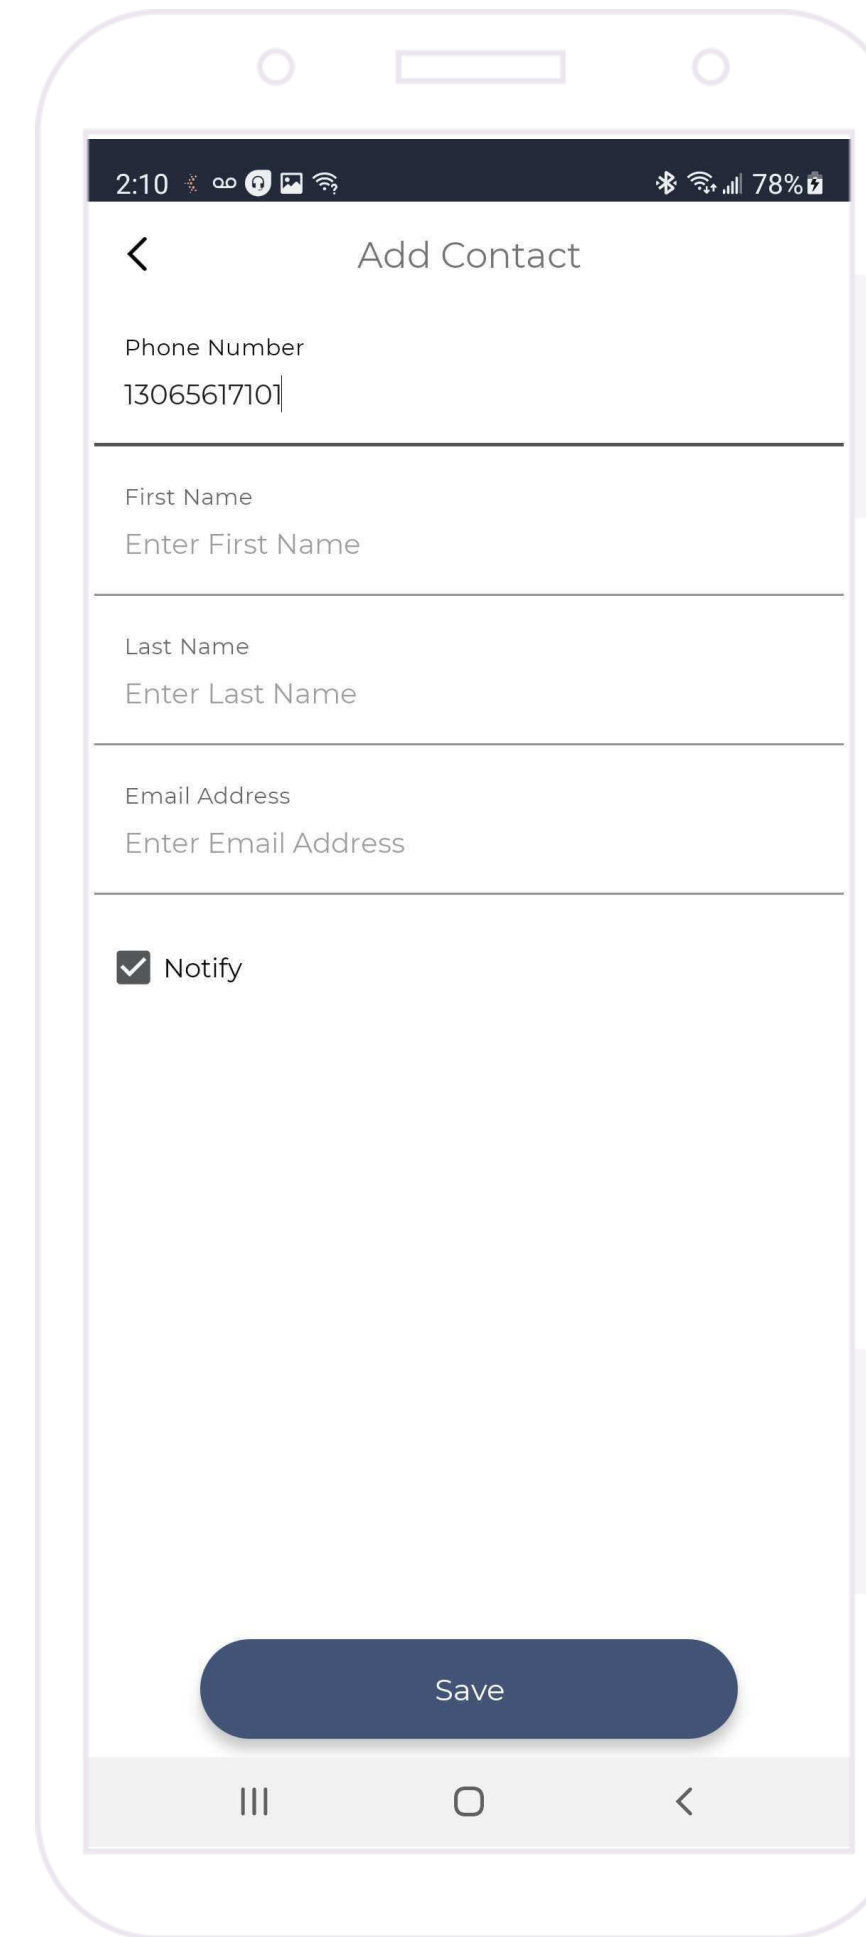 2:10 78%
Add Contact
Phone Number
13065617101
First Name
Enter First Name
Last Name
Enter Last Name
Email Address
Enter Email Address
Notify
Save